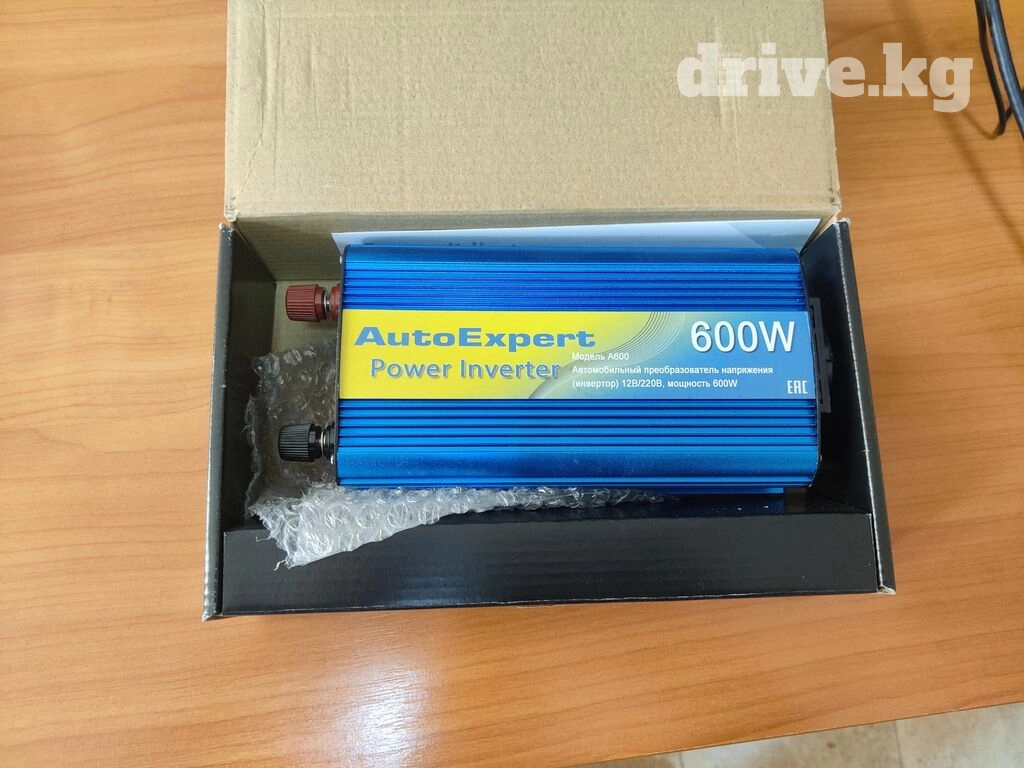 drive.kg
AutoExpert
Power Inverter
600W
Модель A600
Автомобильный преобразователь напряжения
(инвертор) 12В/220В, мощность 600W
EAC